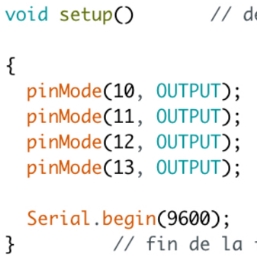 void setup() //
{
pinMode(10, OUTPUT);
pinMode(11, OUTPUT);
pinMode(12, OUTPUT);
pinMode(13, OUTPUT);
Serial.begin(9600);
} // fin de la